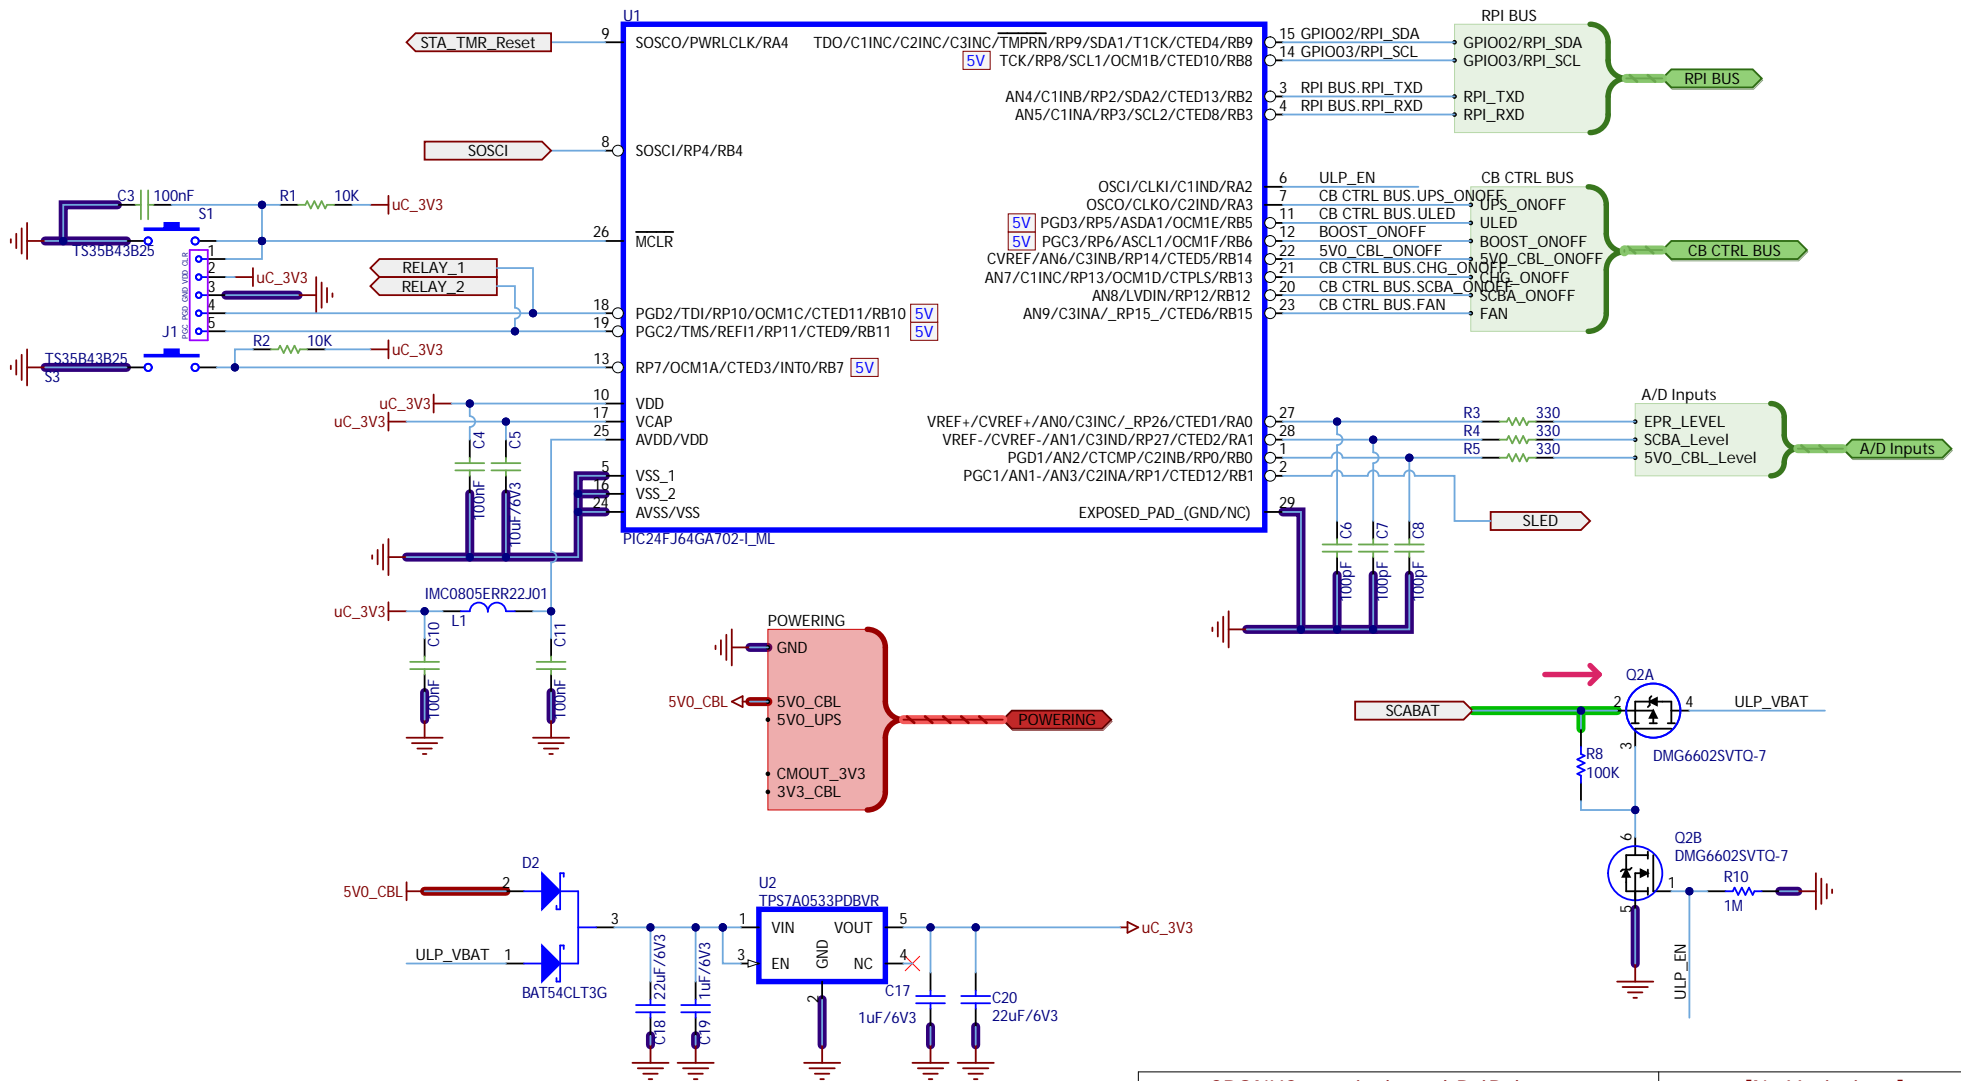 U1
STA_TMR_Reset
9
SOSCO/PWRLCLK/RA4
TDO/C1INC/C2INC/C3INC/TMPRN/RP9/SDA1/T1CK/CTED4/RB9
15 GPIO02/RPI_SDA
5V
TCK/RP8/SCL1/OCM1B/CTED10/RB8
14 GPIO03/RPI_SCL
AN4/C1INB/RP2/SDA2/CTED13/RB2
3 RPI BUS.RPI_TXD
AN5/C1INA/RP3/SCL2/CTED8/RB3
4 RPI BUS.RPI_RXD
RPI BUS
GPIO02/RPI_SDA
GPIO03/RPI_SCL
RPI_TXD
RPI_RXD
RPI BUS
SOSCI
8
SOSCI/RP4/RB4
OSCI/CLKI/C1IND/RA2
6 ULP_EN
OSCO/CLKO/C2IND/RA3
7 CB CTRL BUS.UPS_ONOFF
5V
PGD3/RP5/ASDA1/OCM1E/RB5
11 CB CTRL BUS.ULED
5V
PGC3/RP6/ASCL1/OCM1F/RB6
12 BOOST_ONOFF
CVREF/AN6/C3INB/RP14/CTED5/RB14
22 5V0_CBL_ONOFF
AN7/C1INC/RP13/OCM1D/CTPLS/RB13
21 CB CTRL BUS.CHG_ONOFF
AN8/LVDIN/RP12/RB12
20 CB CTRL BUS.SCBA_ONOFF
AN9/C3INA/_RP15_/CTED6/RB15
23 CB CTRL BUS.FAN
CB CTRL BUS
UPS_ONOFF
ULED
BOOST_ONOFF
5V0_CBL_ONOFF
CHG_ONOFF
SCBA_ONOFF
FAN
CB CTRL BUS
C3 100nF
R1 10K
uC_3V3
S1
TS35B43B25
26
MCLR
1
2
3
4
5
CLR
VDD
GND
PGD
PGC
J1
uC_3V3
RELAY_1
RELAY_2
18
PGD2/TDI/RP10/OCM1C/CTED11/RB10
5V
19
PGC2/TMS/REFI1/RP11/CTED9/RB11
5V
R2 10K
uC_3V3
TS35B43B25
S3
13
RP7/OCM1A/CTED3/INT0/RB7
5V
uC_3V3
10
VDD
uC_3V3
17
VCAP
25
AVDD/VDD
5
VSS_1
16
VSS_2
24
AVSS/VSS
C4
100nF
C5
10uF/6V3
VREF+/CVREF+/AN0/C3INC/_RP26/CTED1/RA0
27
VREF-/CVREF-/AN1/C3IND/RP27/CTED2/RA1
28
PGD1/AN2/CTCMP/C2INB/RP0/RB0
1
PGC1/AN1-/AN3/C2INA/RP1/CTED12/RB1
2
EXPOSED_PAD_(GND/NC)
29
R3 330
R4 330
R5 330
A/D Inputs
EPR_LEVEL
SCBA_Level
5V0_CBL_Level
A/D Inputs
SLED
C6
100pF
C7
100pF
C8
100pF
PIC24FJ64GA702-I_ML
uC_3V3
IMC0805ERR22J01
L1
C10
100nF
C11
100nF
POWERING
GND
5V0_CBL
5V0_CBL
5V0_UPS
CMOUT_3V3
3V3_CBL
POWERING
SCABAT
2
Q2A
4
ULP_VBAT
3
DMG6602SVTQ-7
R8
100K
6
Q2B
DMG6602SVTQ-7
1
R10
1M
5
ULP_EN
D2
5V0_CBL
2
ULP_VBAT
1
3
BAT54CLT3G
C18
22uF/6V3
C19
1uF/6V3
U2
TPS7A0533PDBVR
1
VIN
VOUT
5
3
EN
GND
NC
4
2
C17
1uF/6V3
C20
22uF/6V3
uC_3V3